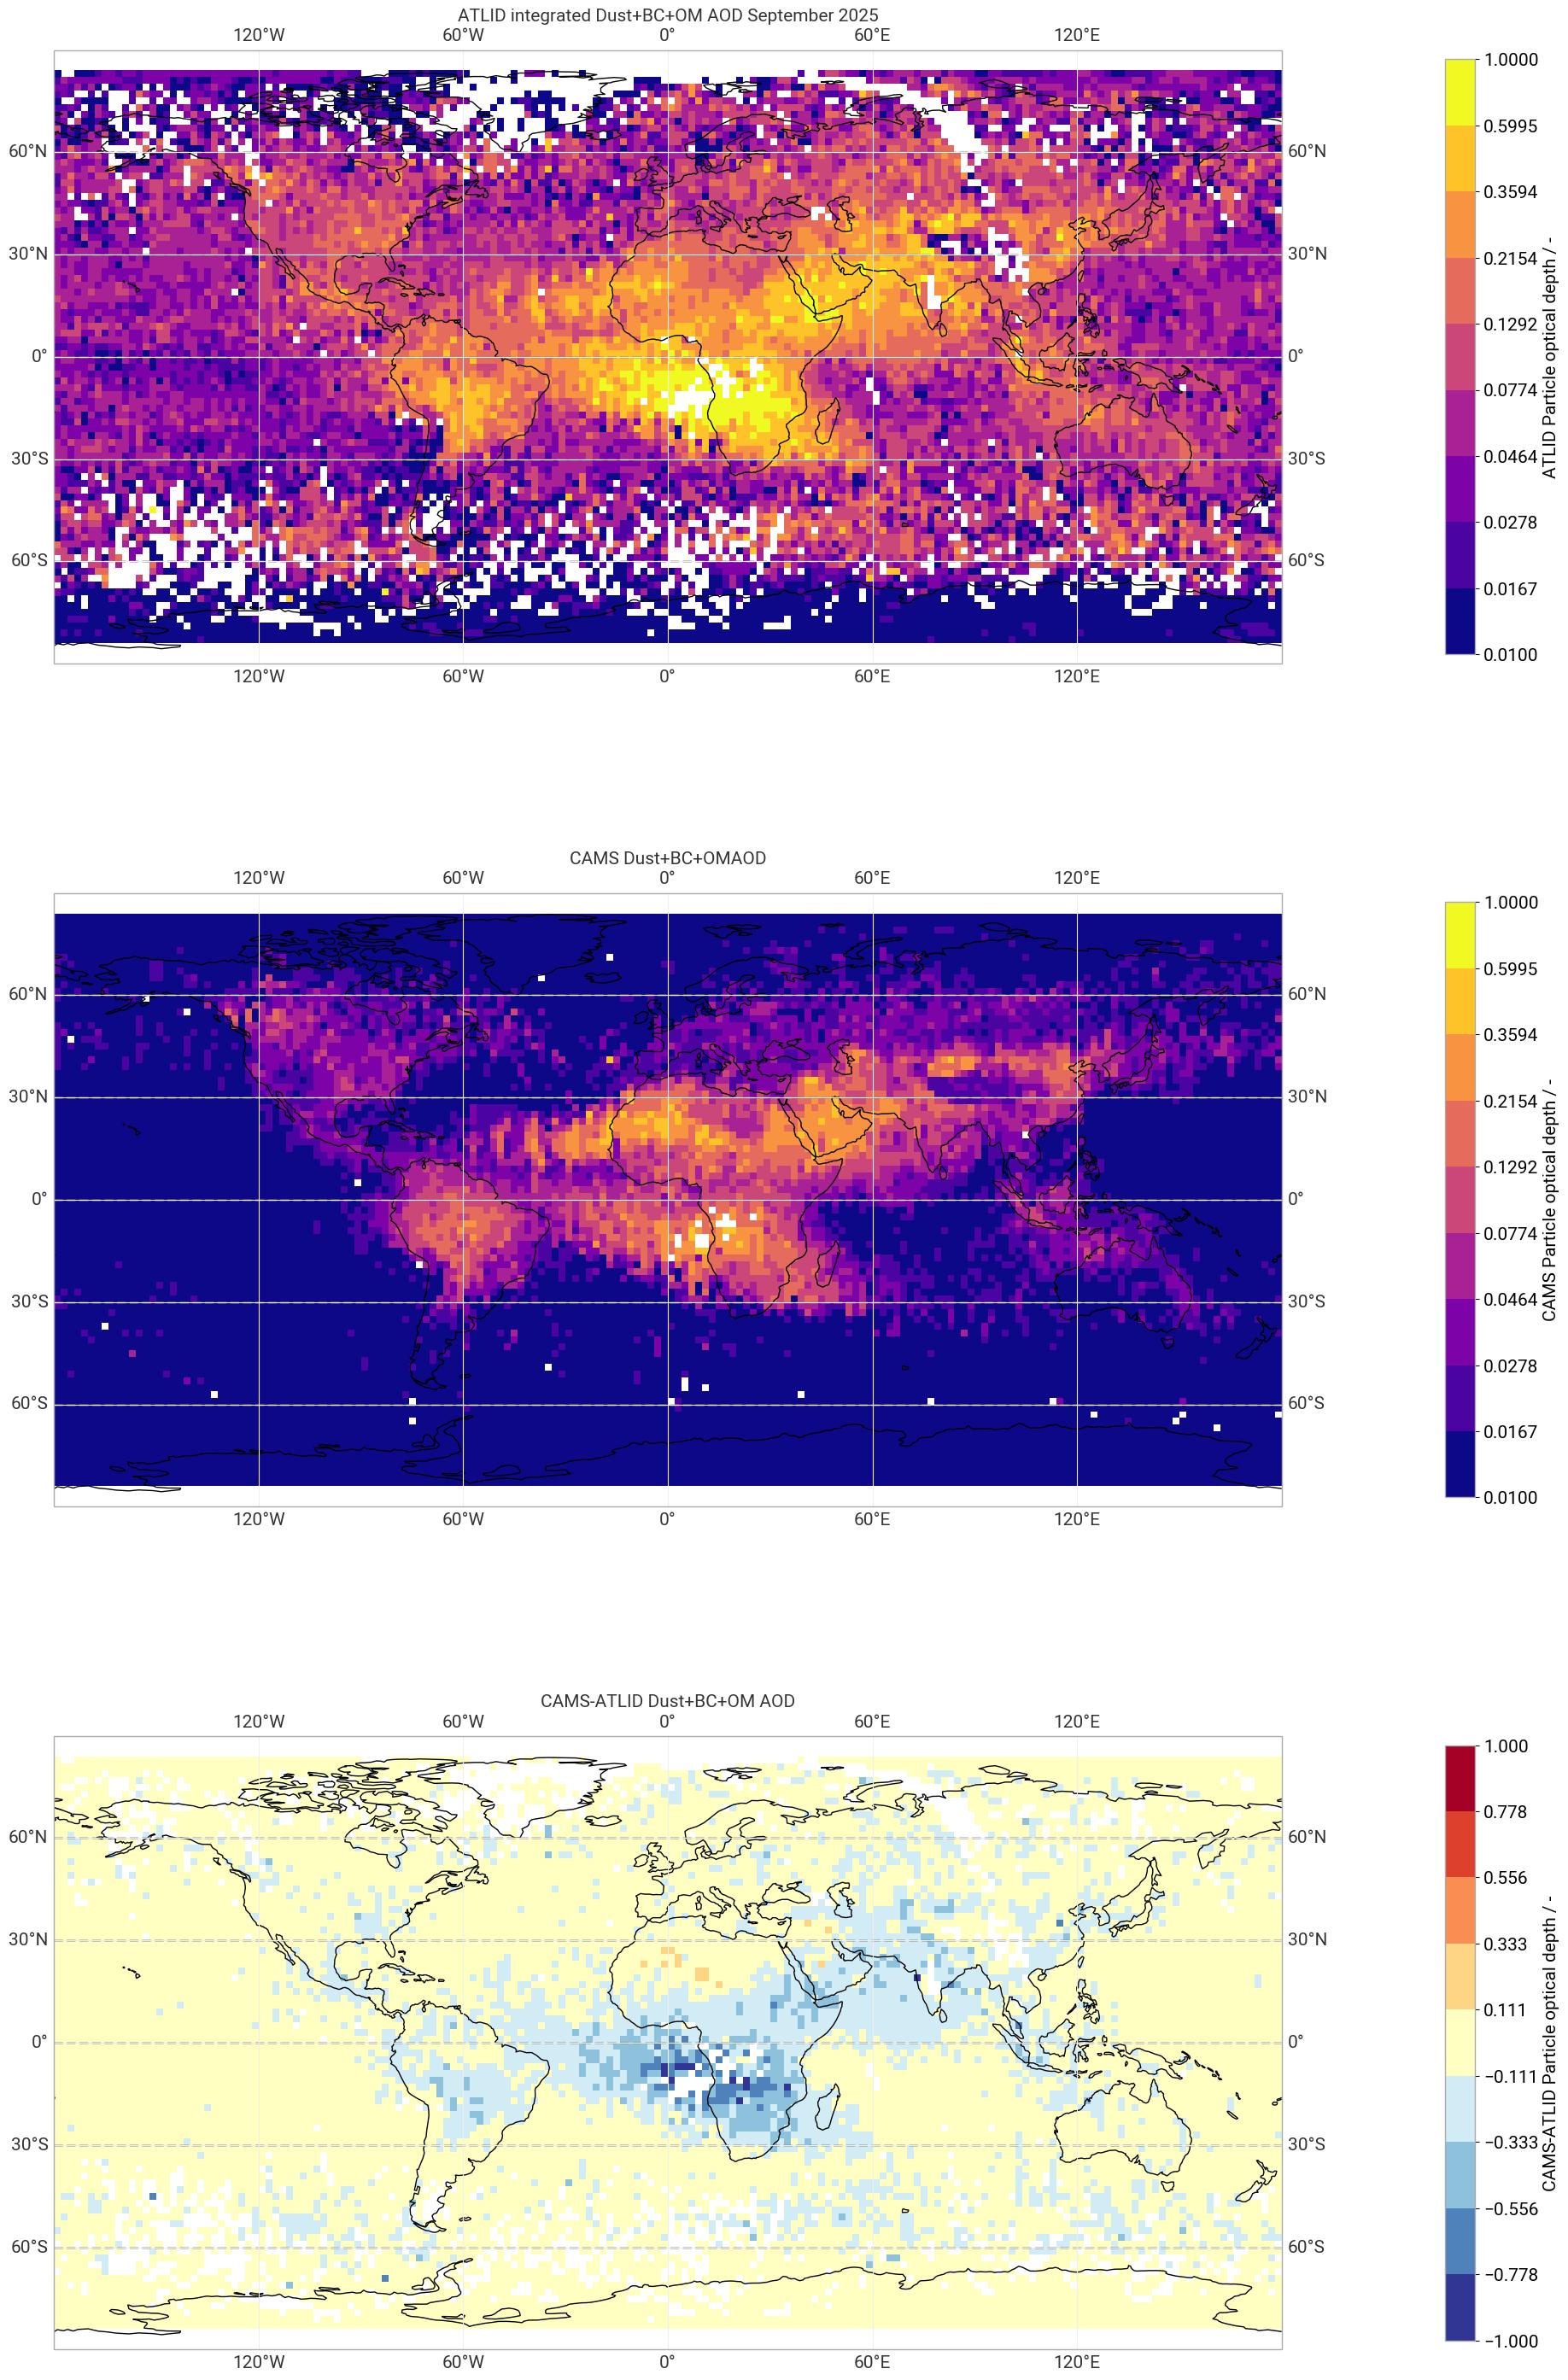 ATLID integrated Dust+BC+OM AOD September 2025
120°W 60°W 0° 60°E 120°E
1.0000
0.5995
60°N 60°N
0.3594
30°N 30°N
0.2154
0.1292
0° 0°
0.0774
30°S 30°S
0.0464
0.0278
60°S 60°S
0.0167
0.0100
120°W 60°W 0° 60°E 120°E
ATLID Particle optical depth / -
CAMS Dust+BC+OMAOD
120°W 60°W 0° 60°E 120°E
1.0000
0.5995
60°N 60°N
0.3594
30°N 30°N
0.2154
0.1292
0° 0°
0.0774
30°S 30°S
0.0464
0.0278
60°S 60°S
0.0167
0.0100
120°W 60°W 0° 60°E 120°E
CAMS Particle optical depth / -
CAMS-ATLID Dust+BC+OM AOD
120°W 60°W 0° 60°E 120°E
1.000
0.778
60°N 60°N
0.556
30°N 30°N
0.333
0.111
0° 0°
−0.111
30°S 30°S
−0.333
−0.556
60°S 60°S
−0.778
−1.000
120°W 60°W 0° 60°E 120°E
CAMS-ATLID Particle optical depth / -